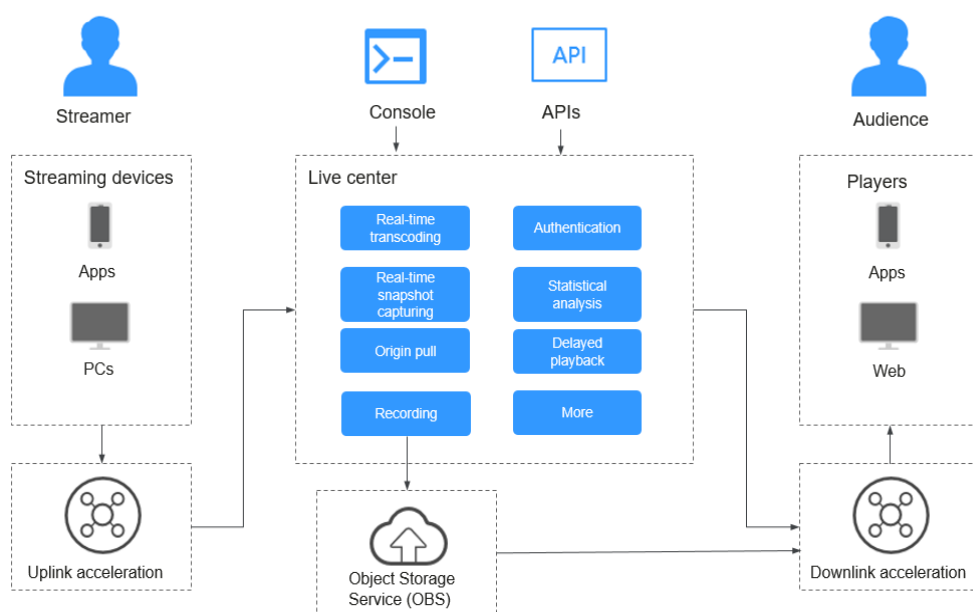 Streamer
Console
API
APIs
Audience
Streaming devices
Apps
PCs
Uplink acceleration
Live center
Real-time
transcoding
Authentication
Real-time
snapshot
capturing
Statistical
analysis
Origin pull
Delayed
playback
Recording
More
Object Storage
Service (OBS)
Players
Apps
Web
Downlink acceleration